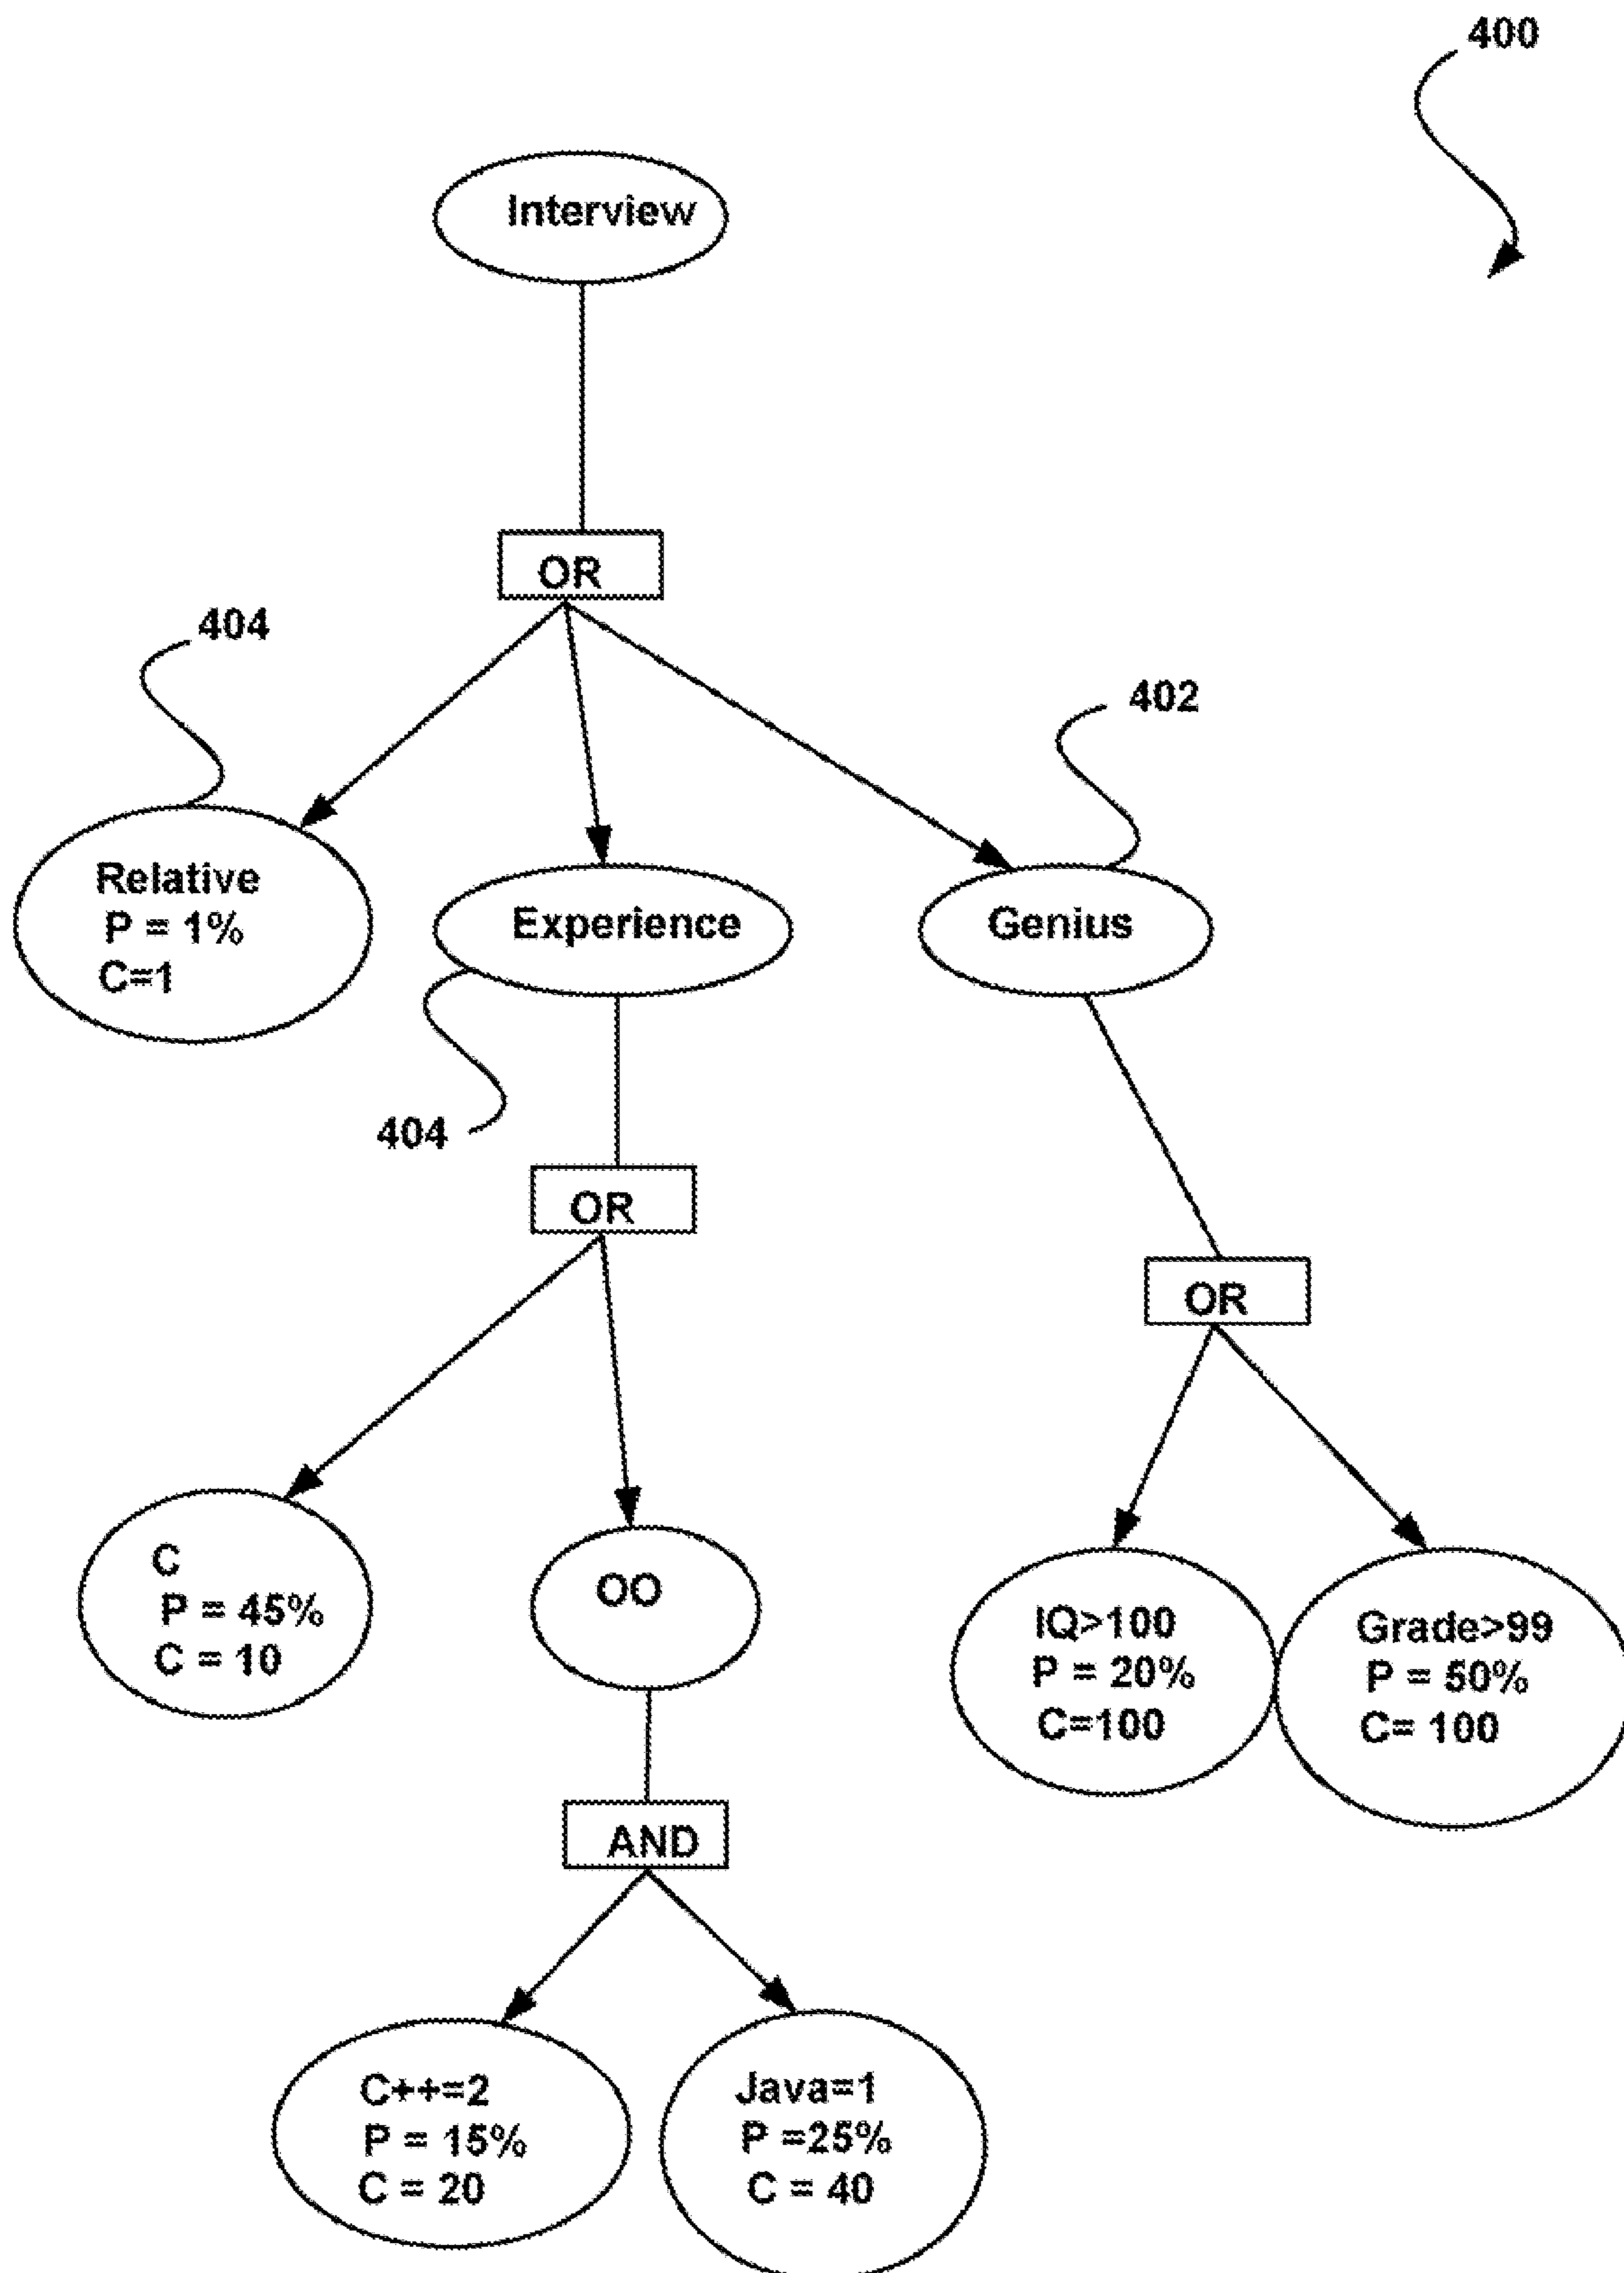 400
Interview
OR
404
402
Relative
P = 1%
C=1
Experience
Genius
404
OR
OR
C
P = 45%
C = 10
OO
IQ>100
P = 20%
C=100
Grade>99
P = 50%
C= 100
AND
C++=2
P = 15%
C = 20
Java=1
P =25%
C = 40